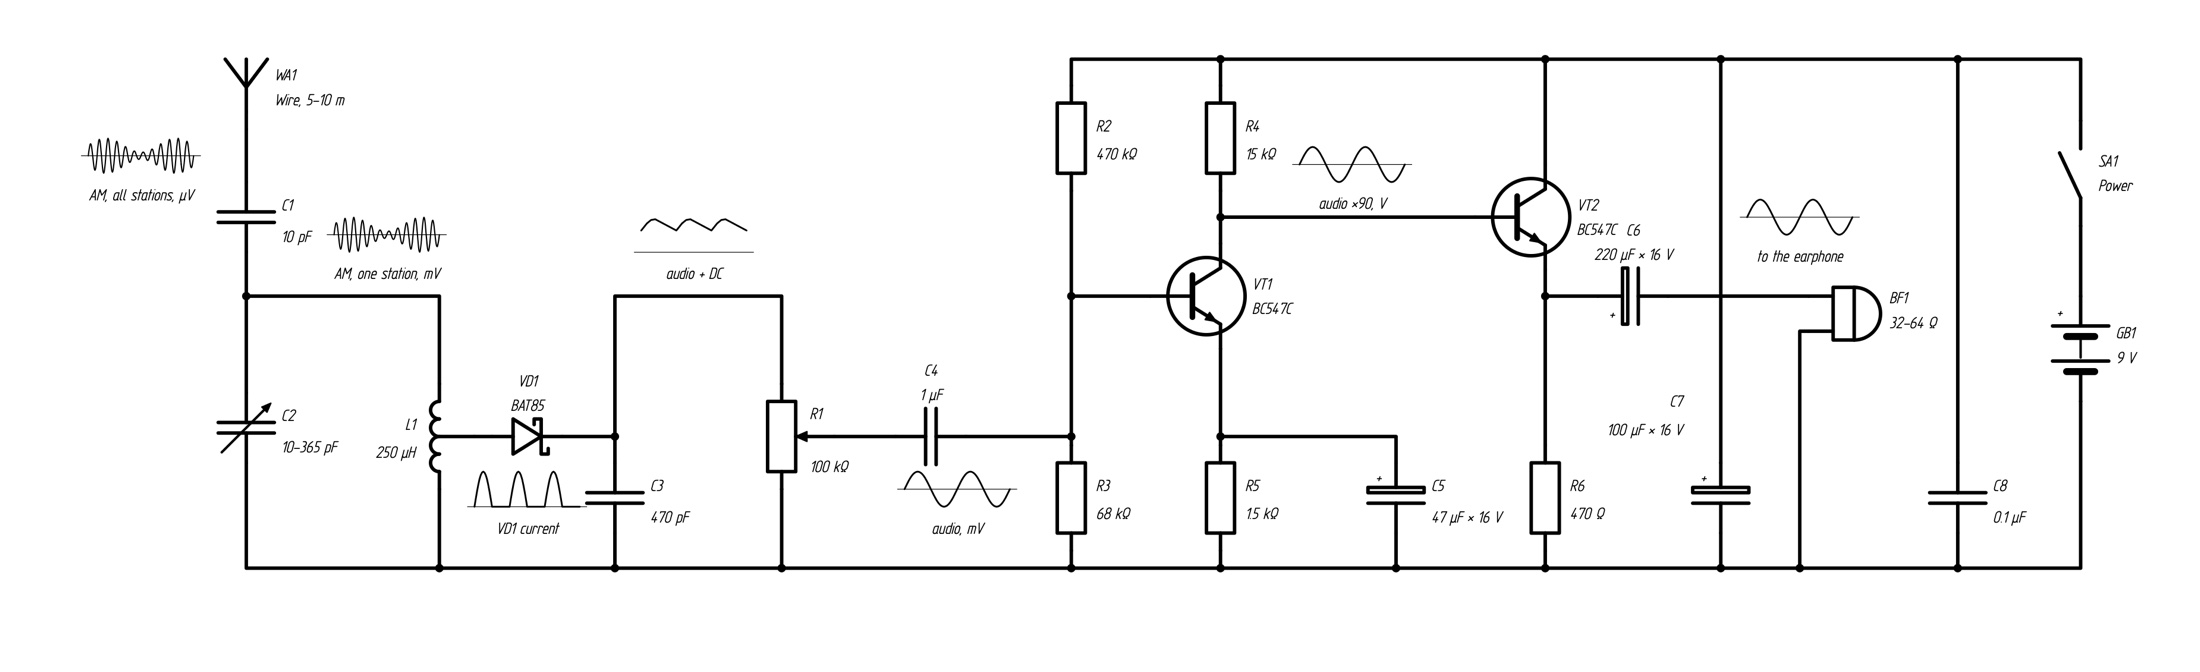 WA1
Wire, 5–10 m
AM, all stations, µV
C1
10 pF
AM, one station, mV
C2
10–365 pF
L1
250 µH
VD1
BAT85
VD1 current
audio + DC
C3
470 pF
R1
100 kΩ
C4
1 µF
audio, mV
R2
470 kΩ
R3
68 kΩ
R4
15 kΩ
VT1
BC547C
R5
1.5 kΩ
+
C5
47 µF × 16 V
audio ×90, V
VT2
BC547C
C6
220 µF × 16 V
+
R6
470 Ω
C7
100 µF × 16 V
+
to the earphone
BF1
32–64 Ω
C8
0.1 µF
SA1
Power
+
GB1
9 V